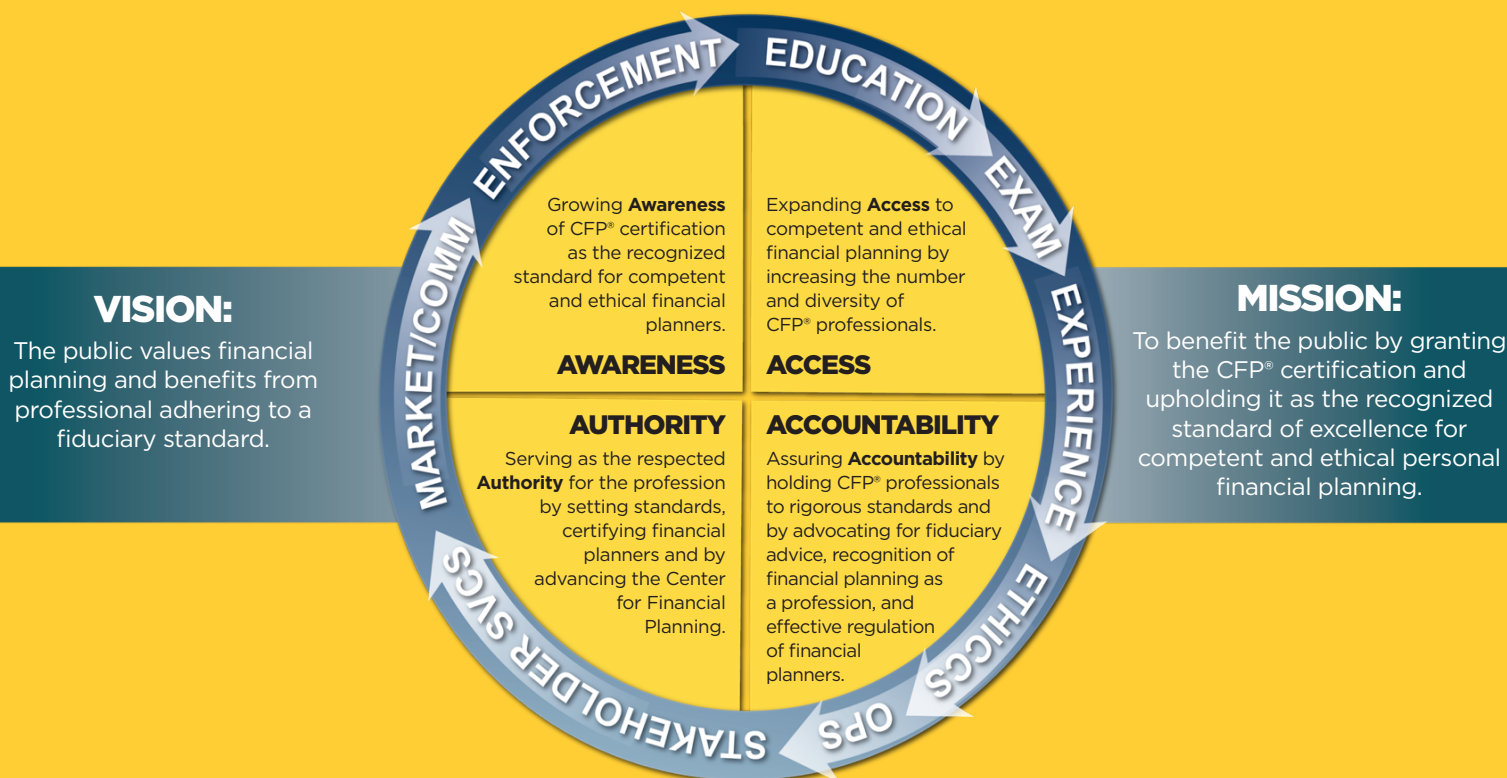 ENFORCEMENT
EDUCATION
EXAM
EXPERIENCE
ETHICCS
OPS
STAKEHOLDER SVCS
MARKET/COMM
VISION:
The public values financial
planning and benefits from
professional adhering to a
fiduciary standard.
Growing Awareness
of CFP® certification
as the recognized
standard for competent
and ethical financial
planners.
AWARENESS
Expanding Access to
competent and ethical
financial planning by
increasing the number
and diversity of
CFP® professionals.
ACCESS
AUTHORITY
Serving as the respected
Authority for the profession
by setting standards,
certifying financial
planners and by
advancing the Center
for Financial
Planning.
ACCOUNTABILITY
Assuring Accountability by
holding CFP® professionals
to rigorous standards and
by advocating for fiduciary
advice, recognition of
financial planning as
a profession, and
effective regulation
of financial
planners.
MISSION:
To benefit the public by granting
the CFP® certification and
upholding it as the recognized
standard of excellence for
competent and ethical personal
financial planning.